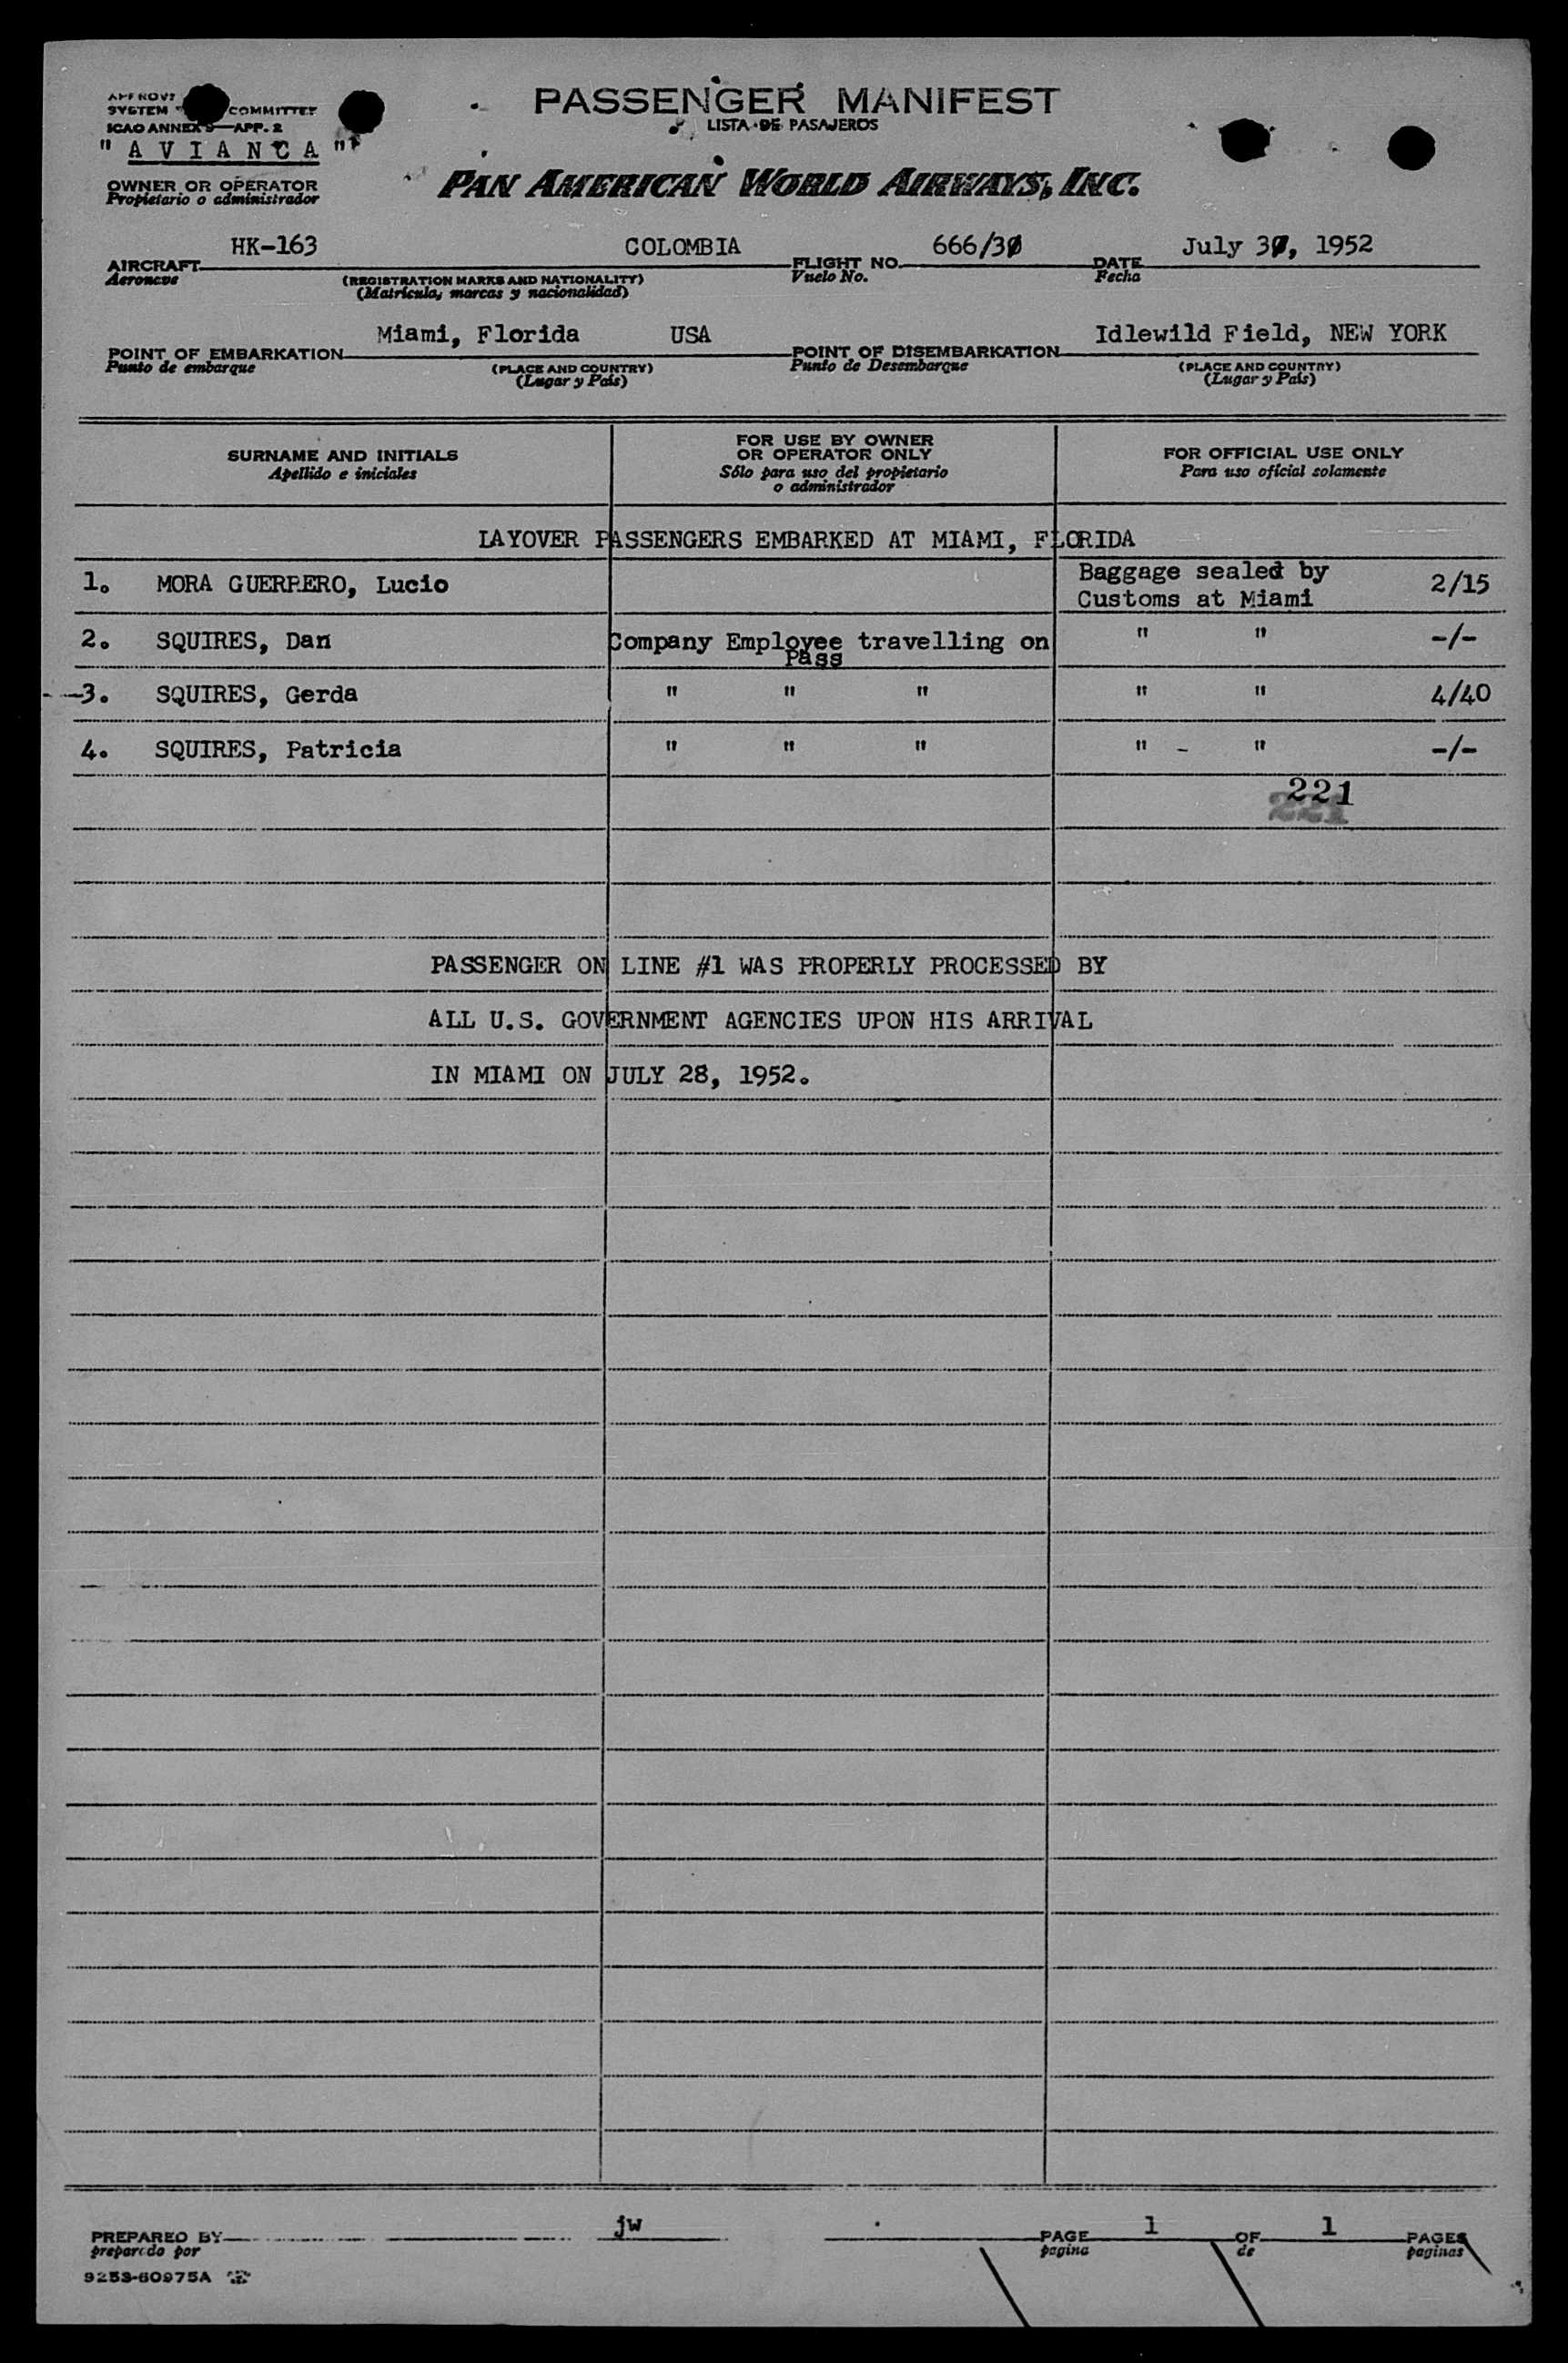 SYSTEM COMMITTEE
ICAO ANNEX 9—APP. 2
" A V I A N C A "
OWNER OR OPERATOR
Propietario o administrador
PASSENGER MANIFEST
LISTA DE PASAJEROS
PAN AMERICAN WORLD AIRWAYS, INC.
HK-163 COLOMBIA 666/30 July 30, 1952
AIRCRAFT FLIGHT NO. DATE
Aeronave (REGISTRATION MARKS AND NATIONALITY) Vuelo No. Fecha
(Matrícula, marcas y nacionalidad)
Miami, Florida USA Idlewild Field, NEW YORK
POINT OF EMBARKATION POINT OF DISEMBARKATION
Punto de embarque (PLACE AND COUNTRY) Punto de Desembarque (PLACE AND COUNTRY)
(Lugar y País) (Lugar y País)
SURNAME AND INITIALS
Apellido e iniciales
FOR USE BY OWNER
OR OPERATOR ONLY
Sólo para uso del propietario
o administrador
FOR OFFICIAL USE ONLY
Para uso oficial solamente
LAYOVER PASSENGERS EMBARKED AT MIAMI, FLORIDA
1. MORA GUERRERO, Lucio Baggage sealed by
Customs at Miami 2/15
2. SQUIRES, Dan Company Employee travelling on " " -/-
Pass
3. SQUIRES, Gerda " " " " " 4/40
4. SQUIRES, Patricia " " " " - " -/-
221
PASSENGER ON LINE #1 WAS PROPERLY PROCESSED BY
ALL U.S. GOVERNMENT AGENCIES UPON HIS ARRIVAL
IN MIAMI ON JULY 28, 1952.
PREPARED BY jw PAGE 1 OF 1 PAGES
preparado por pagina de paginas
9253-60975A